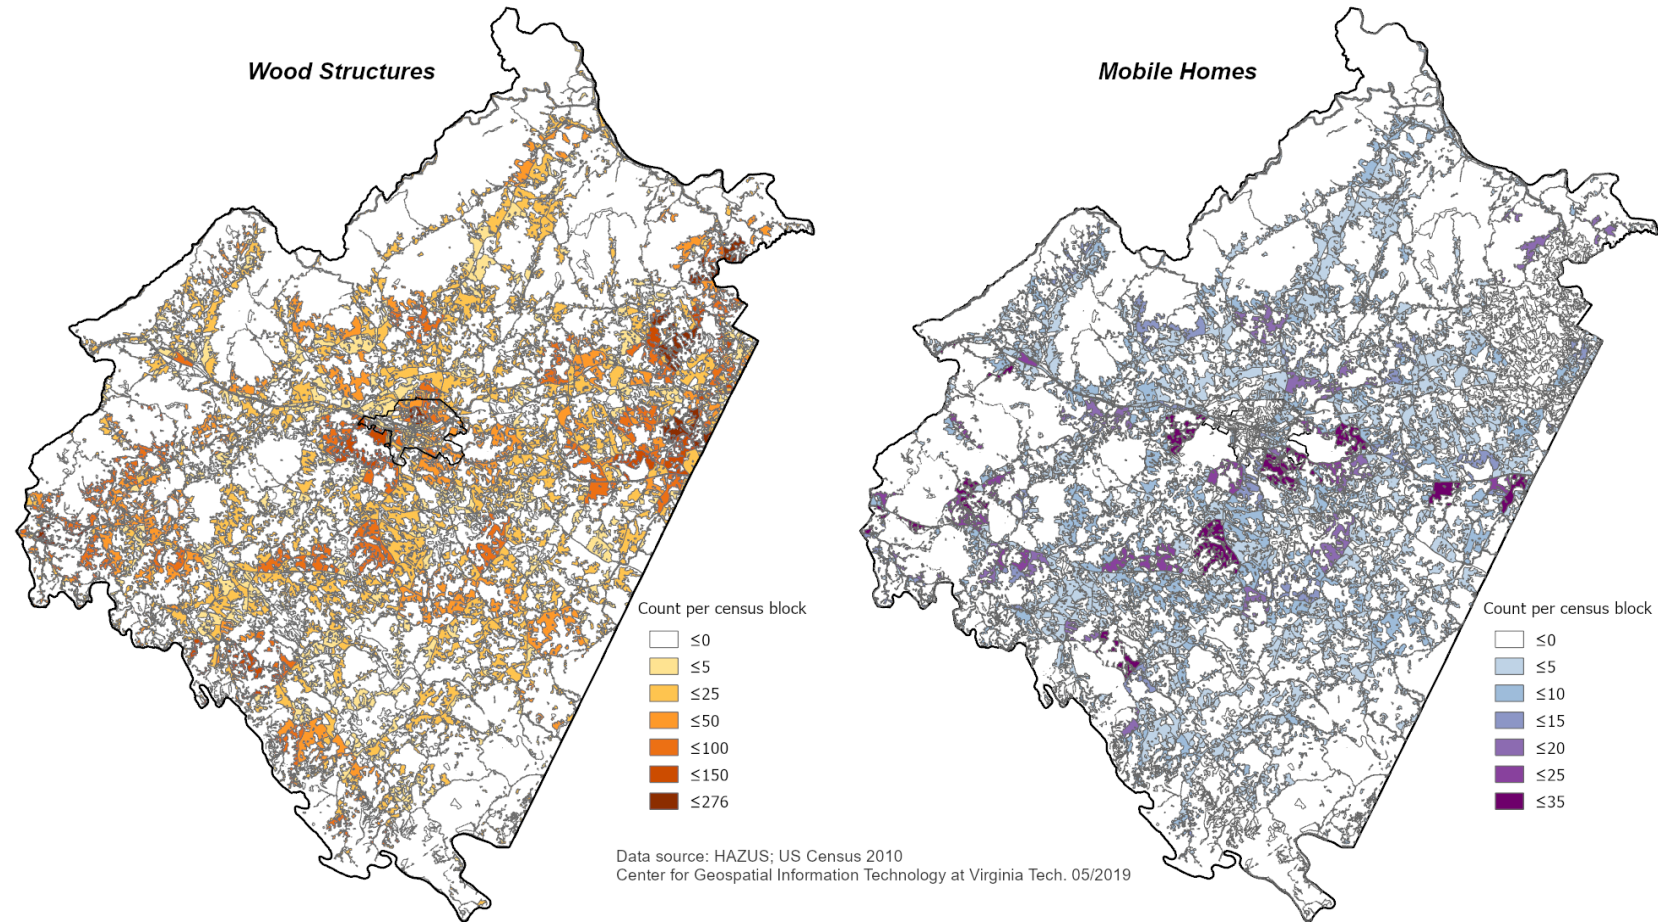 Wood Structures
Mobile Homes
Count per census block
≤0
≤5
≤25
≤50
≤100
≤150
≤276
Count per census block
≤0
≤5
≤10
≤15
≤20
≤25
≤35
Data source: HAZUS; US Census 2010
Center for Geospatial Information Technology at Virginia Tech. 05/2019